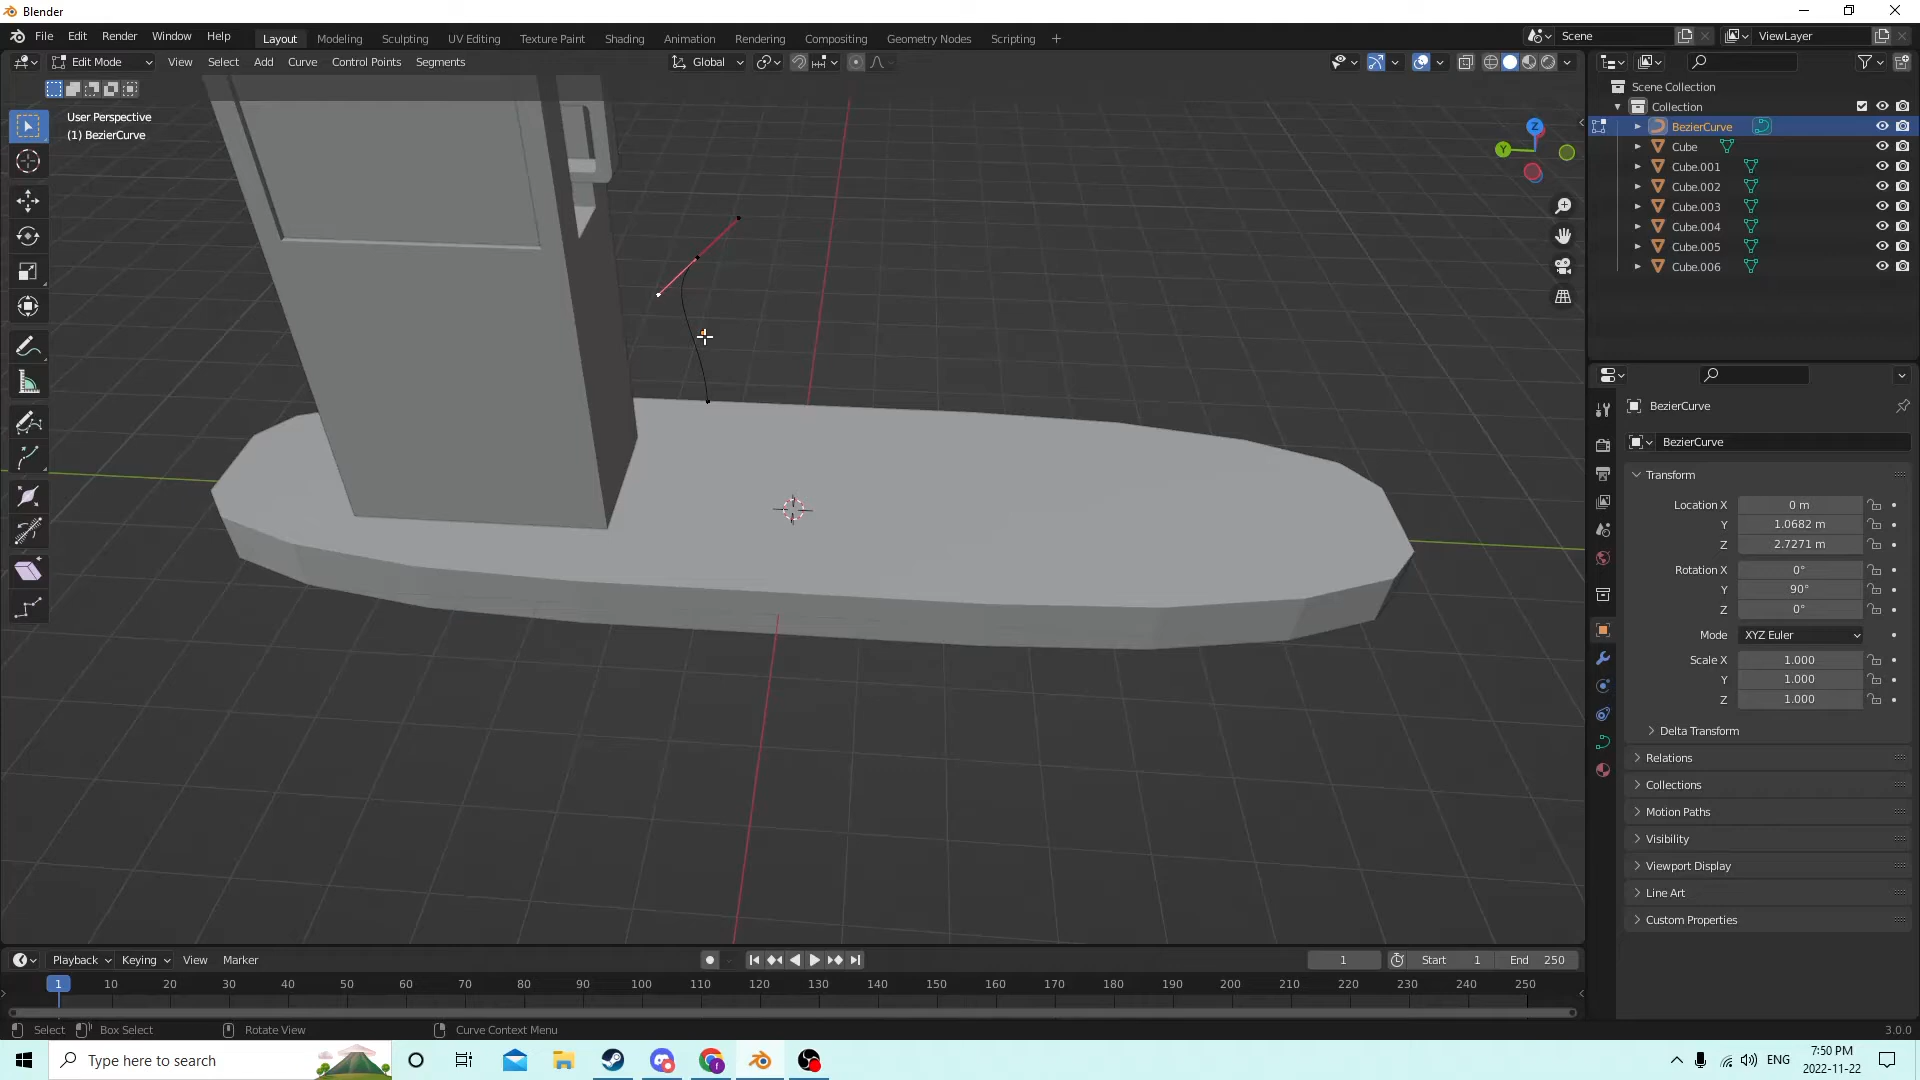 Blender
File Edit Render Window Help
Layout Modeling Sculpting UV Editing Texture Paint Shading Animation Rendering Compositing Geometry Nodes Scripting +
Scene
ViewLayer
Edit Mode View Select Add Curve Control Points Segments
Global
User Perspective
(1) BezierCurve
Z
Y
Scene Collection
Collection
BezierCurve
Cube
Cube.001
Cube.002
Cube.003
Cube.004
Cube.005
Cube.006
BezierCurve
BezierCurve
Transform
Location X 0 m
Y 1.0682 m
Z 2.7271 m
Rotation X 0°
Y 90°
Z 0°
Mode XYZ Euler
Scale X 1.000
Y 1.000
Z 1.000
Delta Transform
Relations
Collections
Motion Paths
Visibility
Viewport Display
Line Art
Custom Properties
Playback Keying View Marker
1 Start 1 End 250
1 10 20 30 40 50 60 70 80 90 100 110 120 130 140 150 160 170 180 190 200 210 220 230 240 250
Select Box Select Rotate View Curve Context Menu 3.0.0
Type here to search
ENG
7:50 PM
2022-11-22